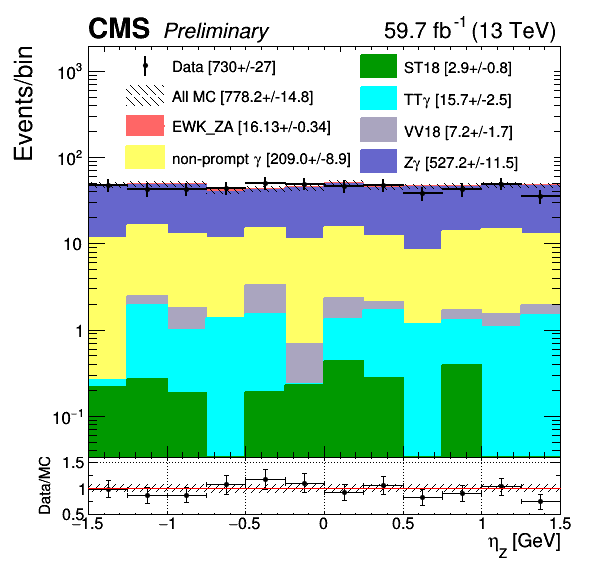 CMS Preliminary 59.7 fb⁻¹ (13 TeV)
Events/bin
Data [730+/-27]
All MC [778.2+/-14.8]
EWK_ZA [16.13+/-0.34]
non-prompt γ [209.0+/-8.9]
ST18 [2.9+/-0.8]
TTγ [15.7+/-2.5]
VV18 [7.2+/-1.7]
Zγ [527.2+/-11.5]
10³
10²
10
1
10⁻¹
Data/MC
1.5
1
0.5
−1.5 −1 −0.5 0 0.5 1 1.5
η_Z [GeV]